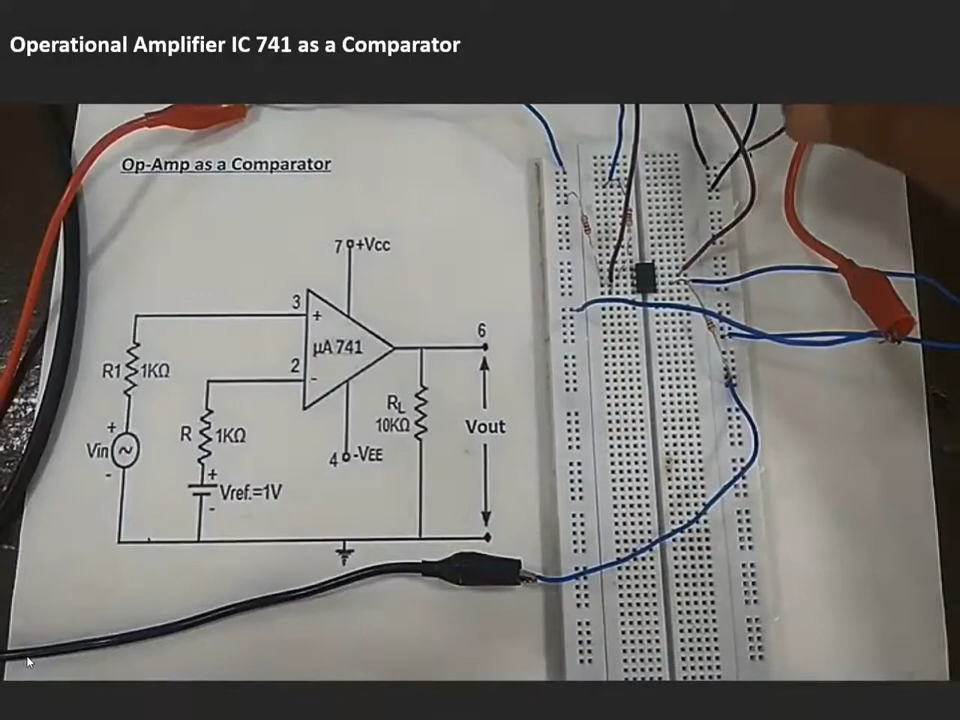 Operational Amplifier IC 741 as a Comparator
Op-Amp as a Comparator
7 +Vcc
3
+
µA 741
6
2
-
R1 1KΩ
RL
10KΩ
Vout
+
Vin
-
R 1KΩ
4 -VEE
+
Vref.=1V
-